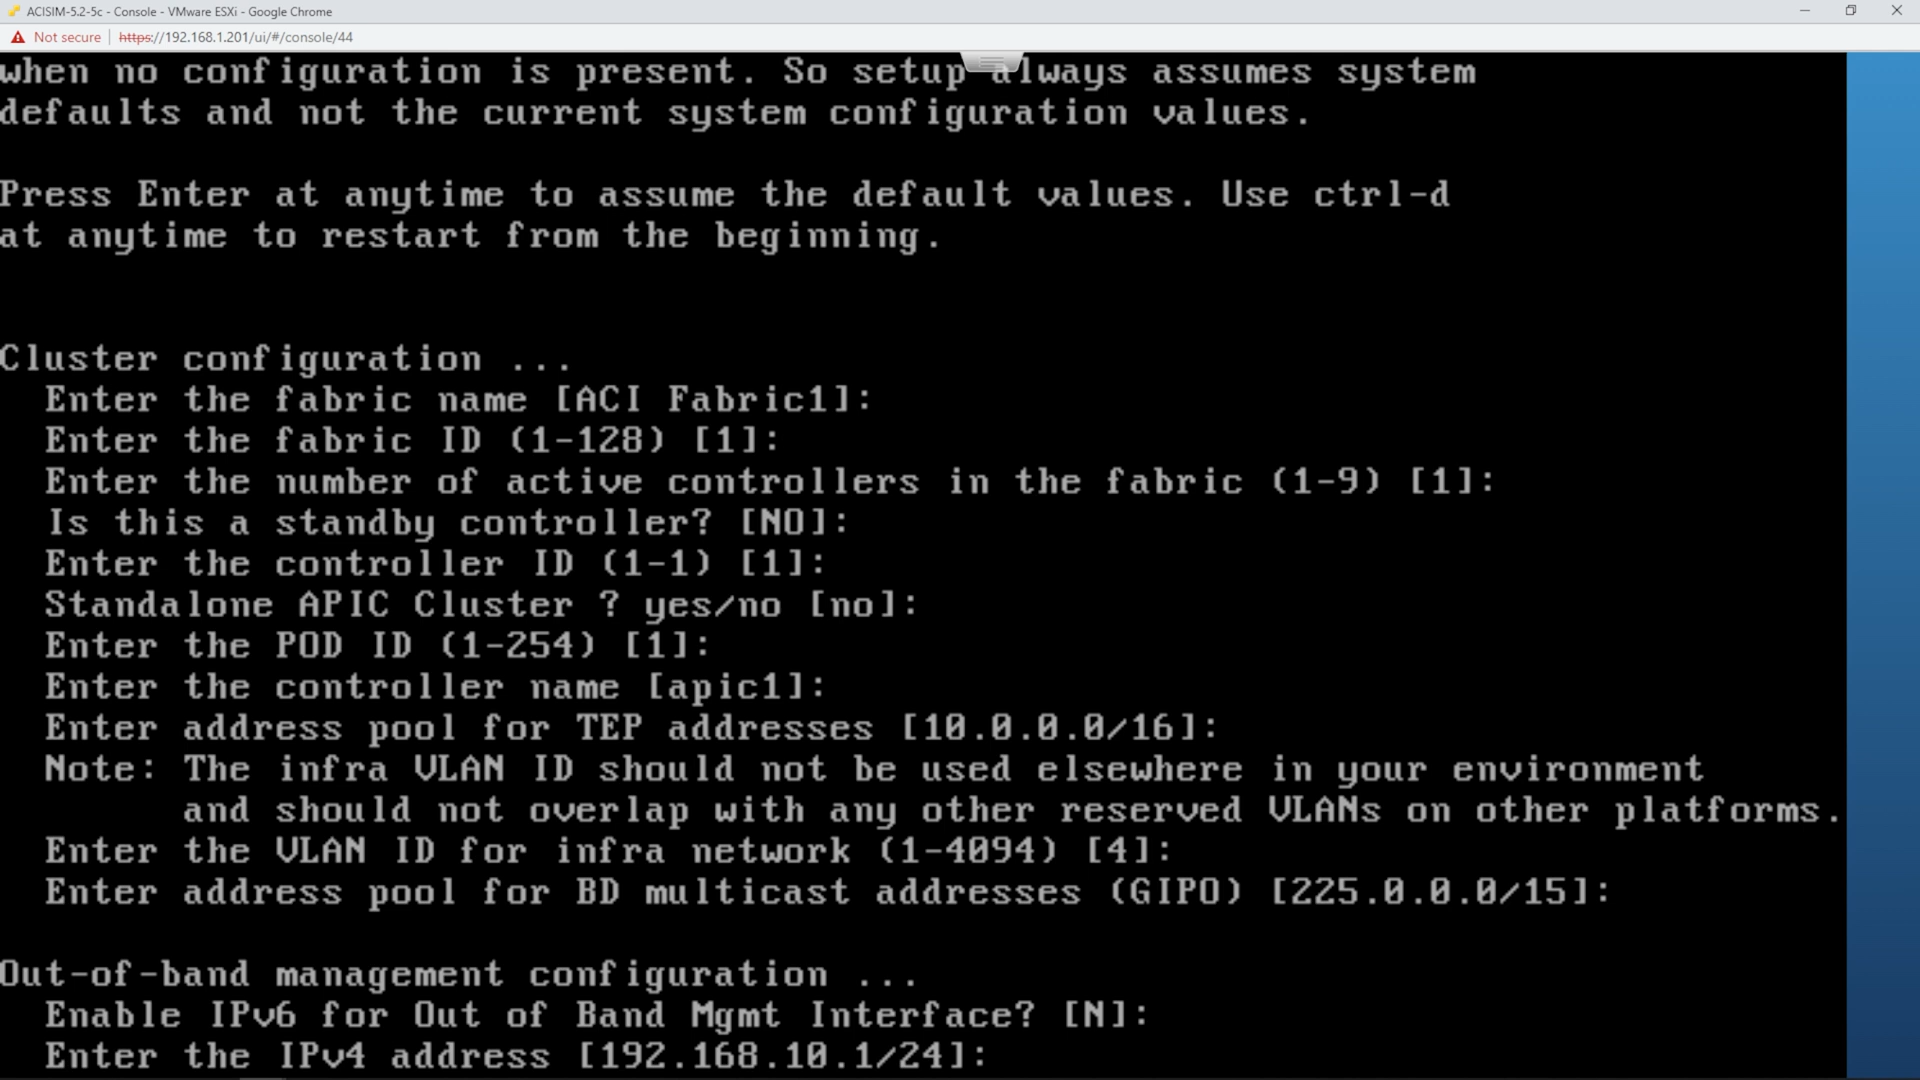 ACISIM-5.2-5c - Console - VMware ESXi - Google Chrome
Not secure | https://192.168.1.201/ui/#/console/44
when no configuration is present. So setup always assumes system
defaults and not the current system configuration values.
Press Enter at anytime to assume the default values. Use ctrl-d
at anytime to restart from the beginning.
Cluster configuration ...
Enter the fabric name [ACI Fabric1]:
Enter the fabric ID (1-128) [1]:
Enter the number of active controllers in the fabric (1-9) [1]:
Is this a standby controller? [NO]:
Enter the controller ID (1-1) [1]:
Standalone APIC Cluster ? yes/no [no]:
Enter the POD ID (1-254) [1]:
Enter the controller name [apic1]:
Enter address pool for TEP addresses [10.0.0.0/16]:
Note: The infra VLAN ID should not be used elsewhere in your environment
and should not overlap with any other reserved VLANs on other platforms.
Enter the VLAN ID for infra network (1-4094) [4]:
Enter address pool for BD multicast addresses (GIPO) [225.0.0.0/15]:
Out-of-band management configuration ...
Enable IPv6 for Out of Band Mgmt Interface? [N]:
Enter the IPv4 address [192.168.10.1/24]: